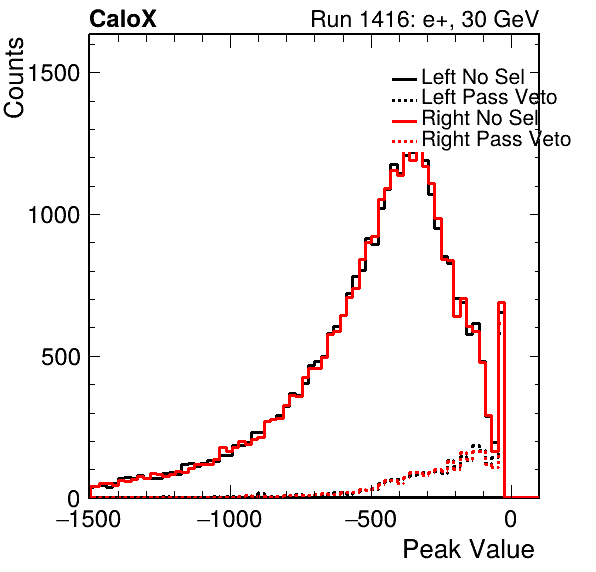 CaloX
Run 1416: e+, 30 GeV
Counts
1500
1000
500
0
Left No Sel
Left Pass Veto
Right No Sel
Right Pass Veto
−1500
−1000
−500
0
Peak Value